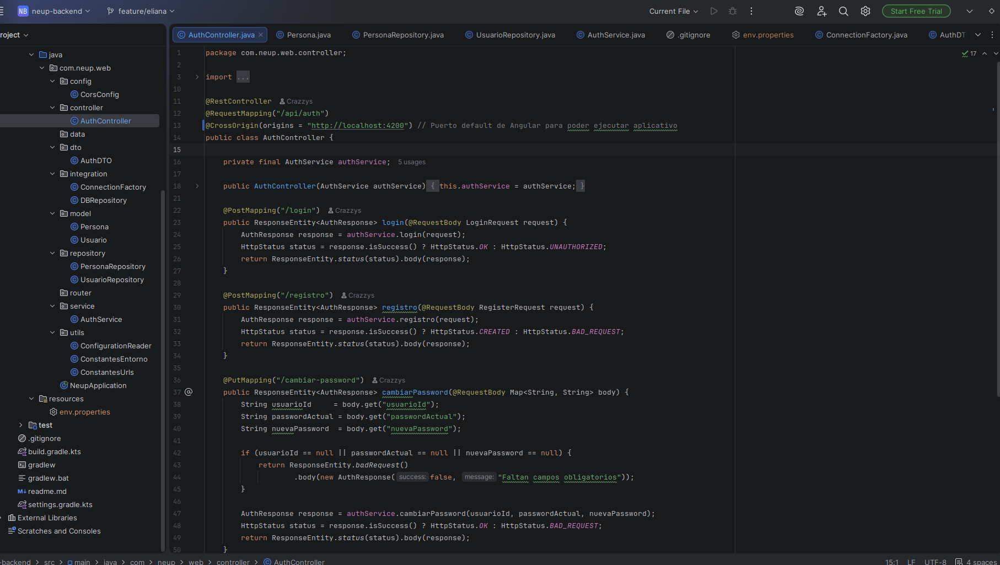 NB neup-backend feature/eliana Current File Start Free Trial
roject
AuthController.java Persona.java PersonaRepository.java UsuarioRepository.java AuthService.java .gitignore env.properties ConnectionFactory.java AuthDT
java
com.neup.web
config
CorsConfig
controller
AuthController
data
dto
AuthDTO
integration
ConnectionFactory
DBRepository
model
Persona
Usuario
repository
PersonaRepository
UsuarioRepository
router
service
AuthService
utils
ConfigurationReader
ConstantesEntorno
ConstantesUrls
NeupApplication
resources
env.properties
test
.gitignore
build.gradle.kts
gradlew
gradlew.bat
M↓ readme.md
settings.gradle.kts
External Libraries
Scratches and Consoles
17
1 package com.neup.web.controller;
2
3 import ...
10
11 @RestController Crazzys
12 @RequestMapping("/api/auth")
13 @CrossOrigin(origins = "http://localhost:4200") // Puerto default de Angular para poder ejecutar aplicativo
14 public class AuthController {
15
16 private final AuthService authService; 5 usages
17
18 public AuthController(AuthService authService) { this.authService = authService; }
21
22 @PostMapping("/login") Crazzys
23 public ResponseEntity<AuthResponse> login(@RequestBody LoginRequest request) {
24 AuthResponse response = authService.login(request);
25 HttpStatus status = response.isSuccess() ? HttpStatus.OK : HttpStatus.UNAUTHORIZED;
26 return ResponseEntity.status(status).body(response);
27 }
28
29 @PostMapping("/registro") Crazzys
30 public ResponseEntity<AuthResponse> registro(@RequestBody RegisterRequest request) {
31 AuthResponse response = authService.registro(request);
32 HttpStatus status = response.isSuccess() ? HttpStatus.CREATED : HttpStatus.BAD_REQUEST;
33 return ResponseEntity.status(status).body(response);
34 }
35
36 @PutMapping("/cambiar-password") Crazzys
37 public ResponseEntity<AuthResponse> cambiarPassword(@RequestBody Map<String, String> body) {
38 String usuarioId = body.get("usuarioId");
39 String passwordActual = body.get("passwordActual");
40 String nuevaPassword = body.get("nuevaPassword");
41
42 if (usuarioId == null || passwordActual == null || nuevaPassword == null) {
43 return ResponseEntity.badRequest()
44 .body(new AuthResponse( success: false, message: "Faltan campos obligatorios"));
45 }
46
47 AuthResponse response = authService.cambiarPassword(usuarioId, passwordActual, nuevaPassword);
48 HttpStatus status = response.isSuccess() ? HttpStatus.OK : HttpStatus.BAD_REQUEST;
49 return ResponseEntity.status(status).body(response);
50 }
-backend > src > main > java > com > neup > web > controller > AuthController 15:1 LF UTF-8 4 spaces